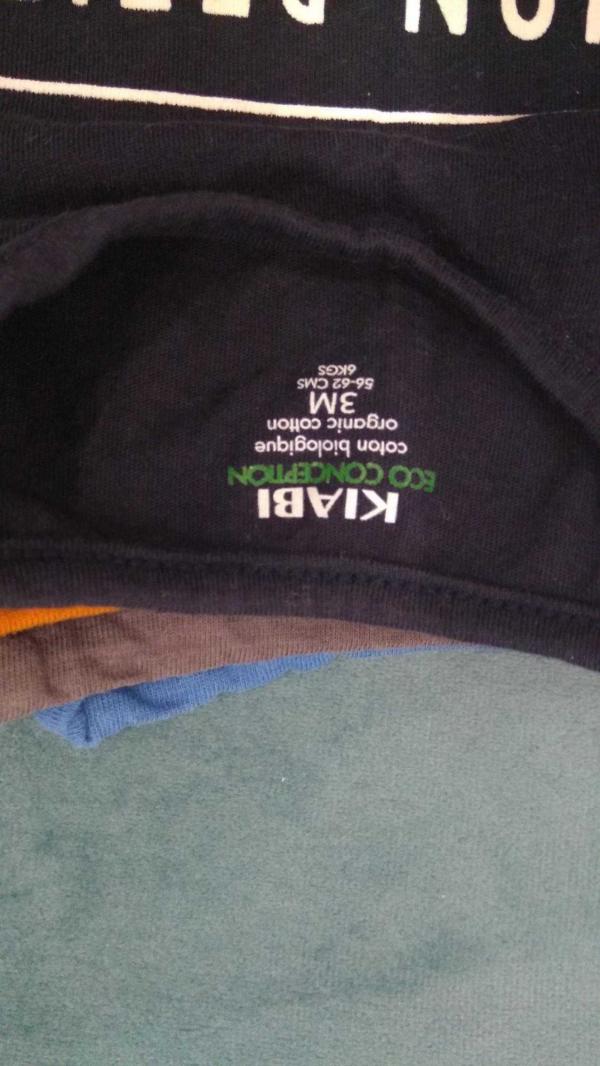 KIABI
ECO CONCEPTION
coton biologique
organic cotton
3M
56-62 CMS
6KGS